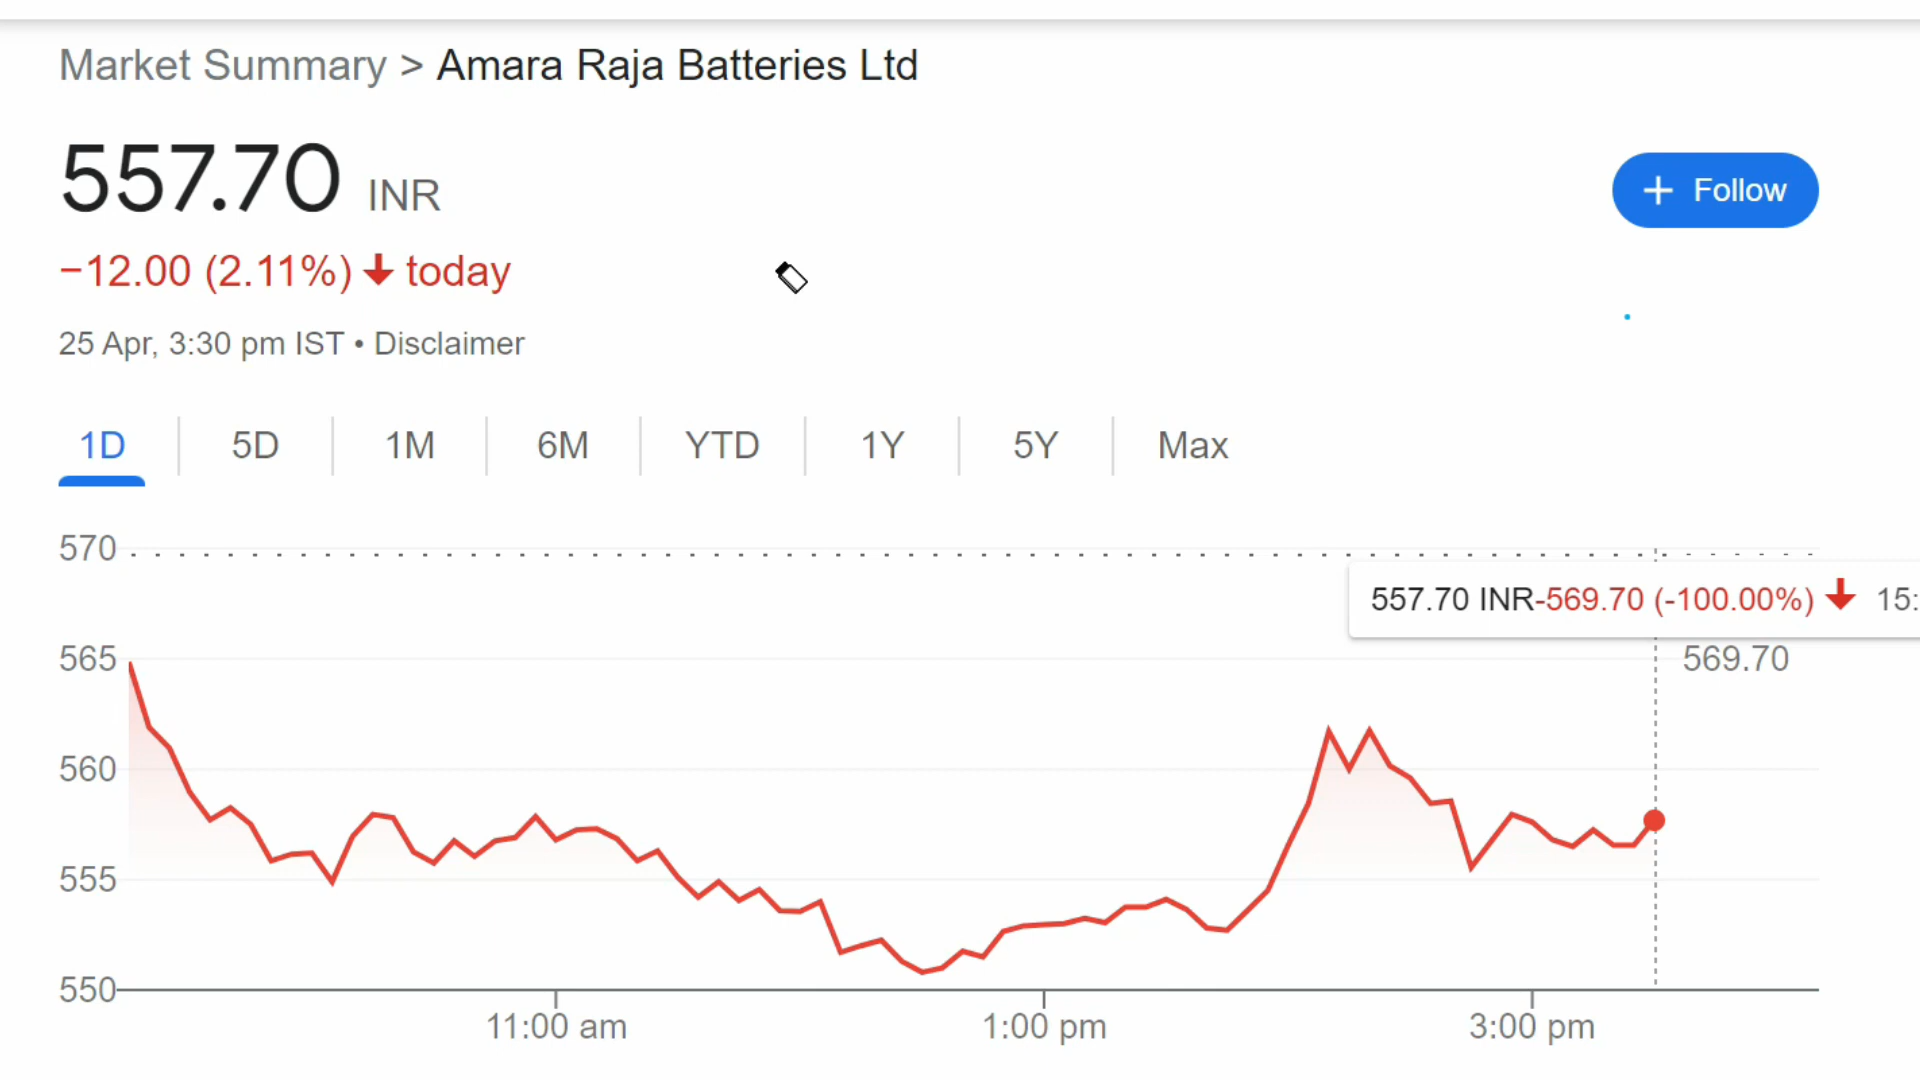 Market Summary > Amara Raja Batteries Ltd
557.70 INR
+ Follow
−12.00 (2.11%) ↓ today
25 Apr, 3:30 pm IST • Disclaimer
1D 5D 1M 6M YTD 1Y 5Y Max
570
557.70 INR-569.70 (-100.00%) ↓ 15:
565
569.70
560
555
550
11:00 am 1:00 pm 3:00 pm